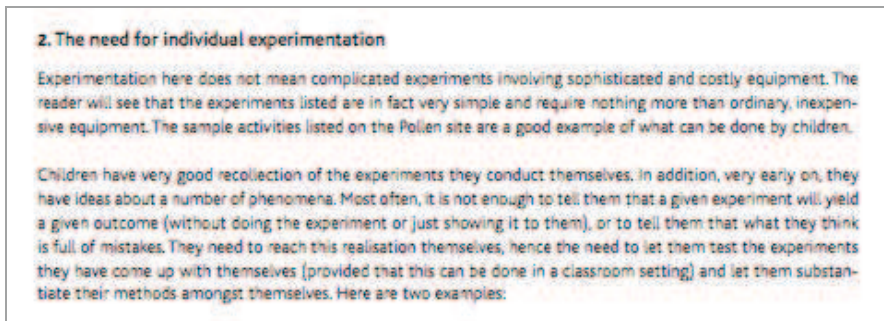 2. The need for individual experimentation
Experimentation here does not mean complicated experiments involving sophisticated and costly equipment. The
reader will see that the experiments listed are in fact very simple and require nothing more than ordinary, inexpen-
sive equipment. The sample activities listed on the Pollen site are a good example of what can be done by children.
Children have very good recollection of the experiments they conduct themselves. In addition, very early on, they
have ideas about a number of phenomena. Most often, it is not enough to tell them that a given experiment will yield
a given outcome (without doing the experiment or just showing it to them), or to tell them that what they think
is full of mistakes. They need to reach this realisation themselves, hence the need to let them test the experiments
they have come up with themselves (provided that this can be done in a classroom setting) and let them substan-
tiate their methods amongst themselves. Here are two examples: